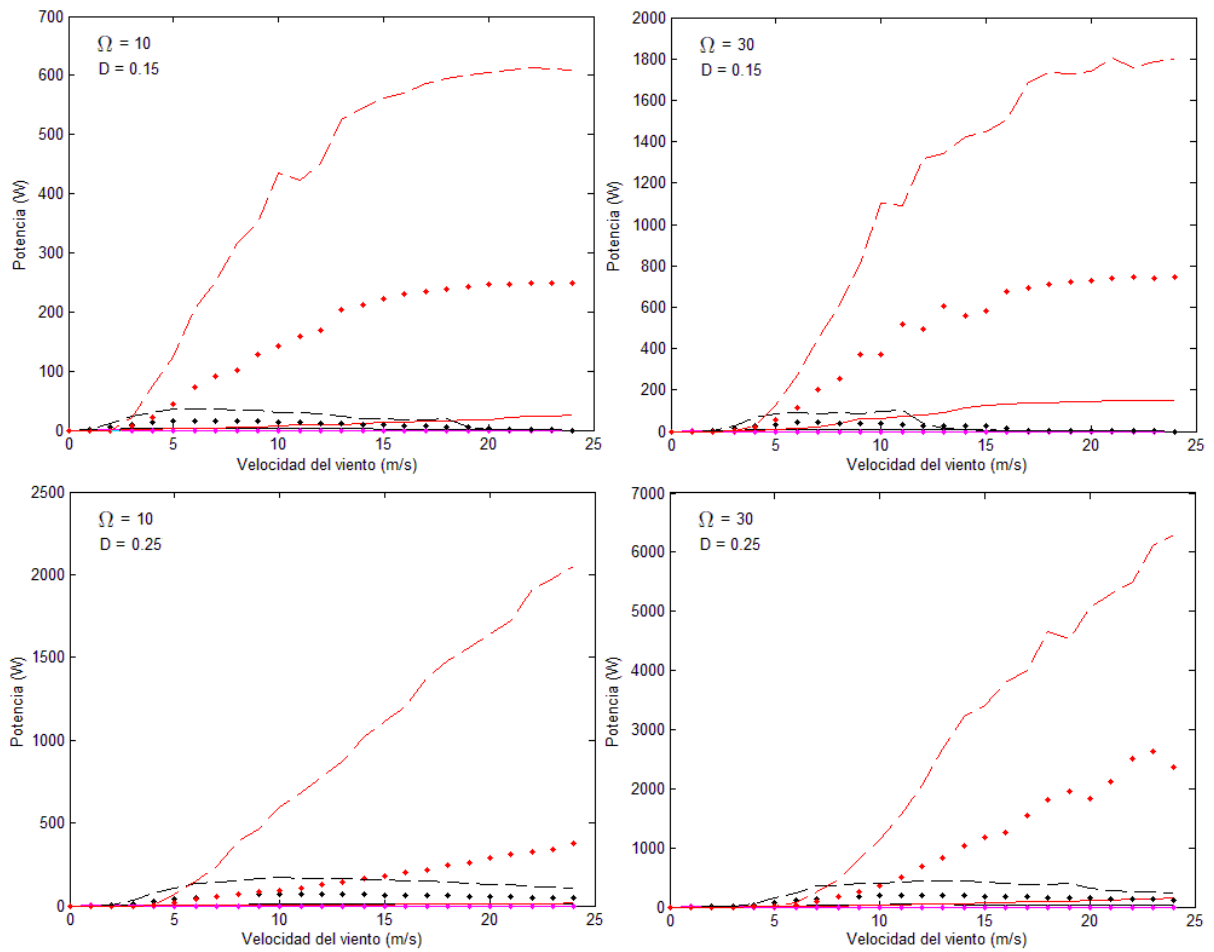 700
600
500
400
300
200
100
0
Potencia (W)
Ω = 10
D = 0.15
0 5 10 15 20 25
Velocidad del viento (m/s)
2000
1800
1600
1400
1200
1000
800
600
400
200
0
Potencia (W)
Ω = 30
D = 0.15
0 5 10 15 20 25
Velocidad del viento (m/s)
2500
2000
1500
1000
500
0
Potencia (W)
Ω = 10
D = 0.25
0 5 10 15 20 25
Velocidad del viento (m/s)
7000
6000
5000
4000
3000
2000
1000
0
Potencia (W)
Ω = 30
D = 0.25
0 5 10 15 20 25
Velocidad del viento (m/s)